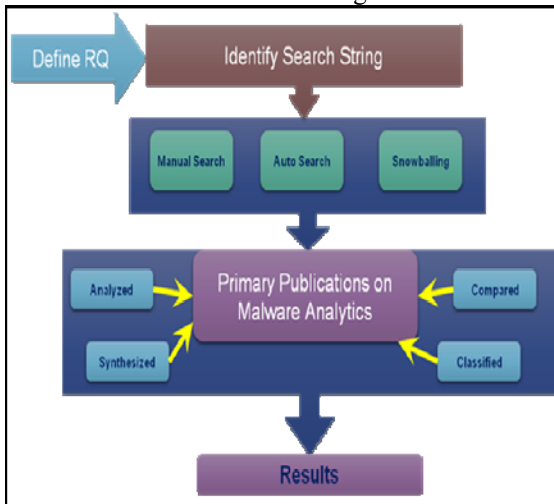 Define RQ
Identify Search String
Manual Search
Auto Search
Snowballing
Primary Publications on
Malware Analytics
Analyzed
Compared
Synthesized
Classified
Results